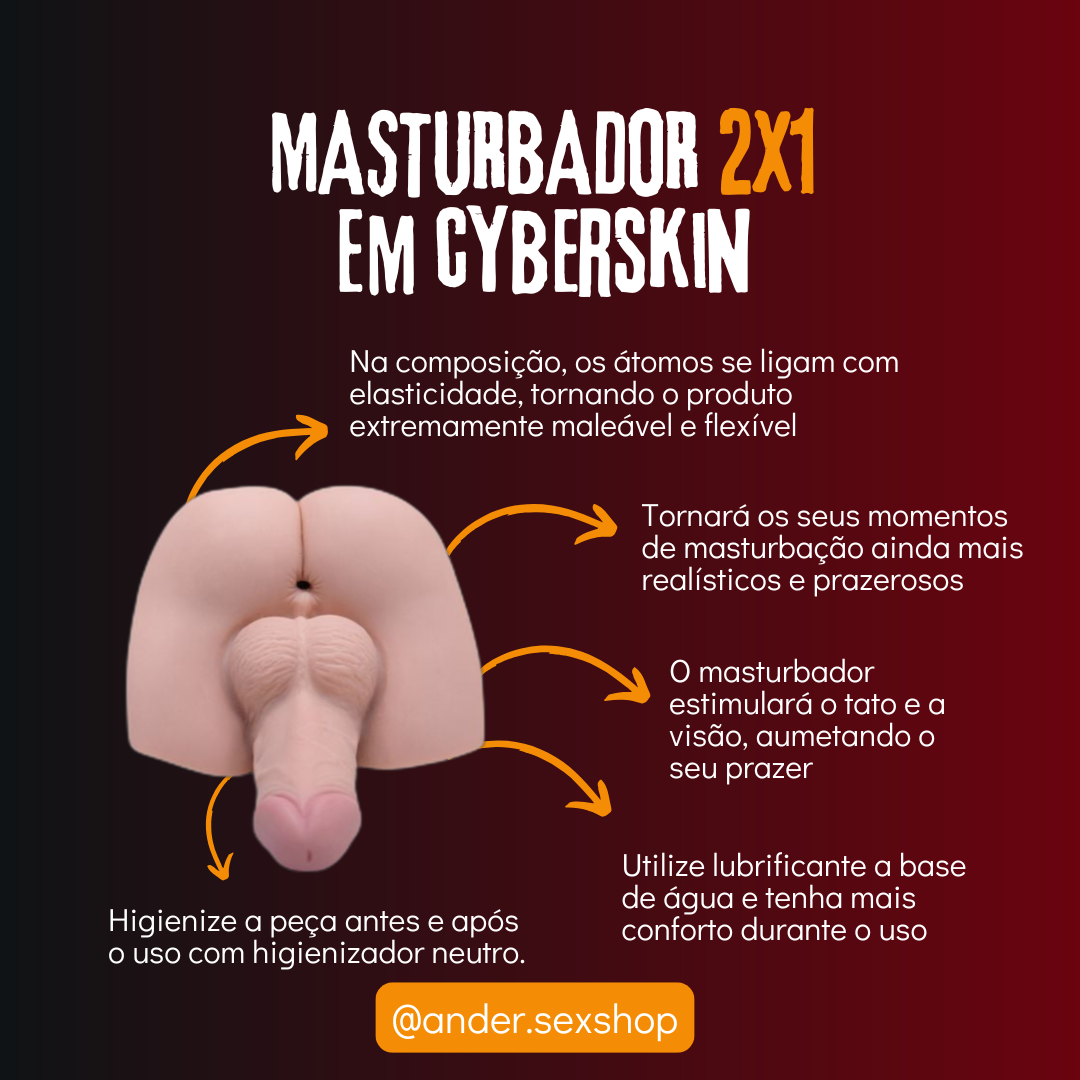 MASTURBADOR 2X1
EM CYBERSKIN
Na composição, os átomos se ligam com
elasticidade, tornando o produto
extremamente maleável e flexível
Tornará os seus momentos
de masturbação ainda mais
realísticos e prazerosos
O masturbador
estimulará o tato e a
visão, aumetando o
seu prazer
Utilize lubrificante a base
de água e tenha mais
conforto durante o uso
Higienize a peça antes e após
o uso com higienizador neutro.
@ander.sexshop